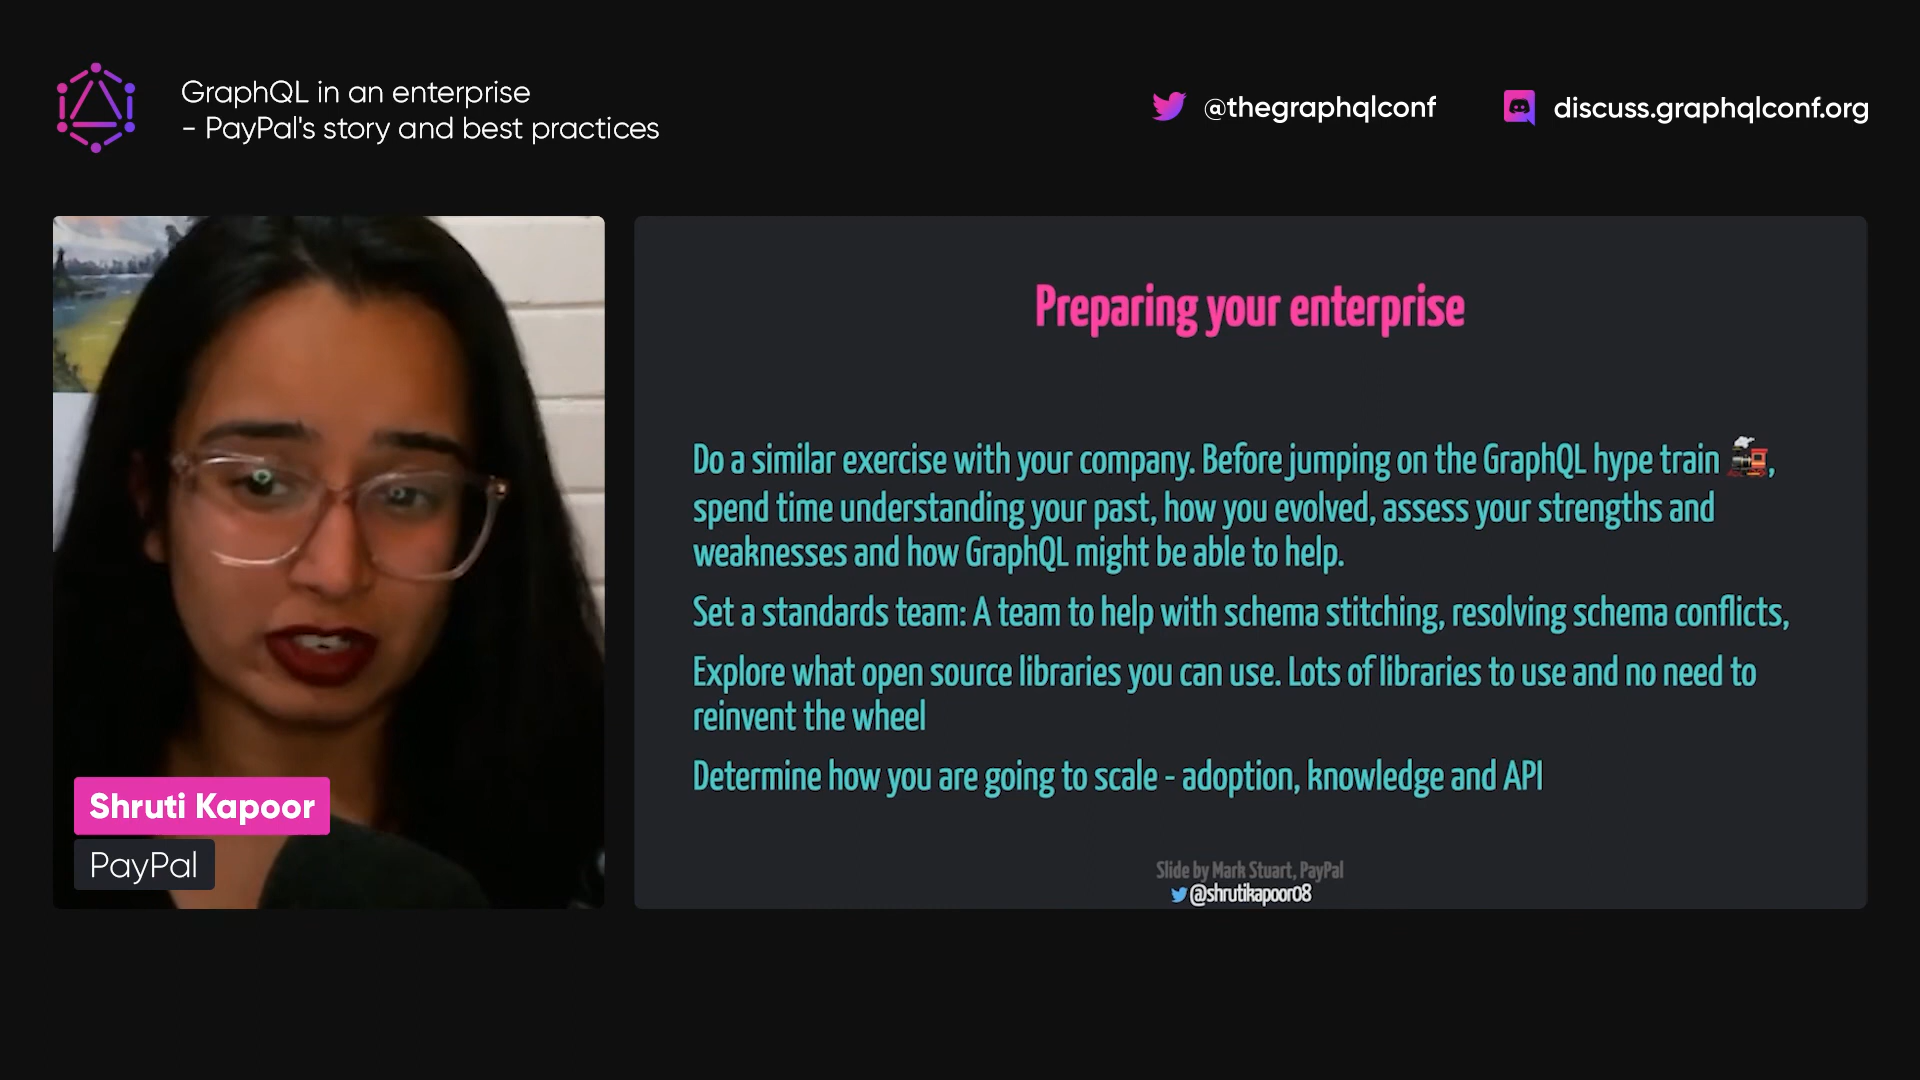 GraphQL in an enterprise
- PayPal's story and best practices
@thegraphqlconf
discuss.graphqlconf.org
Preparing your enterprise
Do a similar exercise with your company. Before jumping on the GraphQL hype train 🚂,
spend time understanding your past, how you evolved, assess your strengths and
weaknesses and how GraphQL might be able to help.
Set a standards team: A team to help with schema stitching, resolving schema conflicts,
Explore what open source libraries you can use. Lots of libraries to use and no need to
reinvent the wheel
Determine how you are going to scale - adoption, knowledge and API
Slide by Mark Stuart, PayPal
@shrutikapoor08
Shruti Kapoor
PayPal